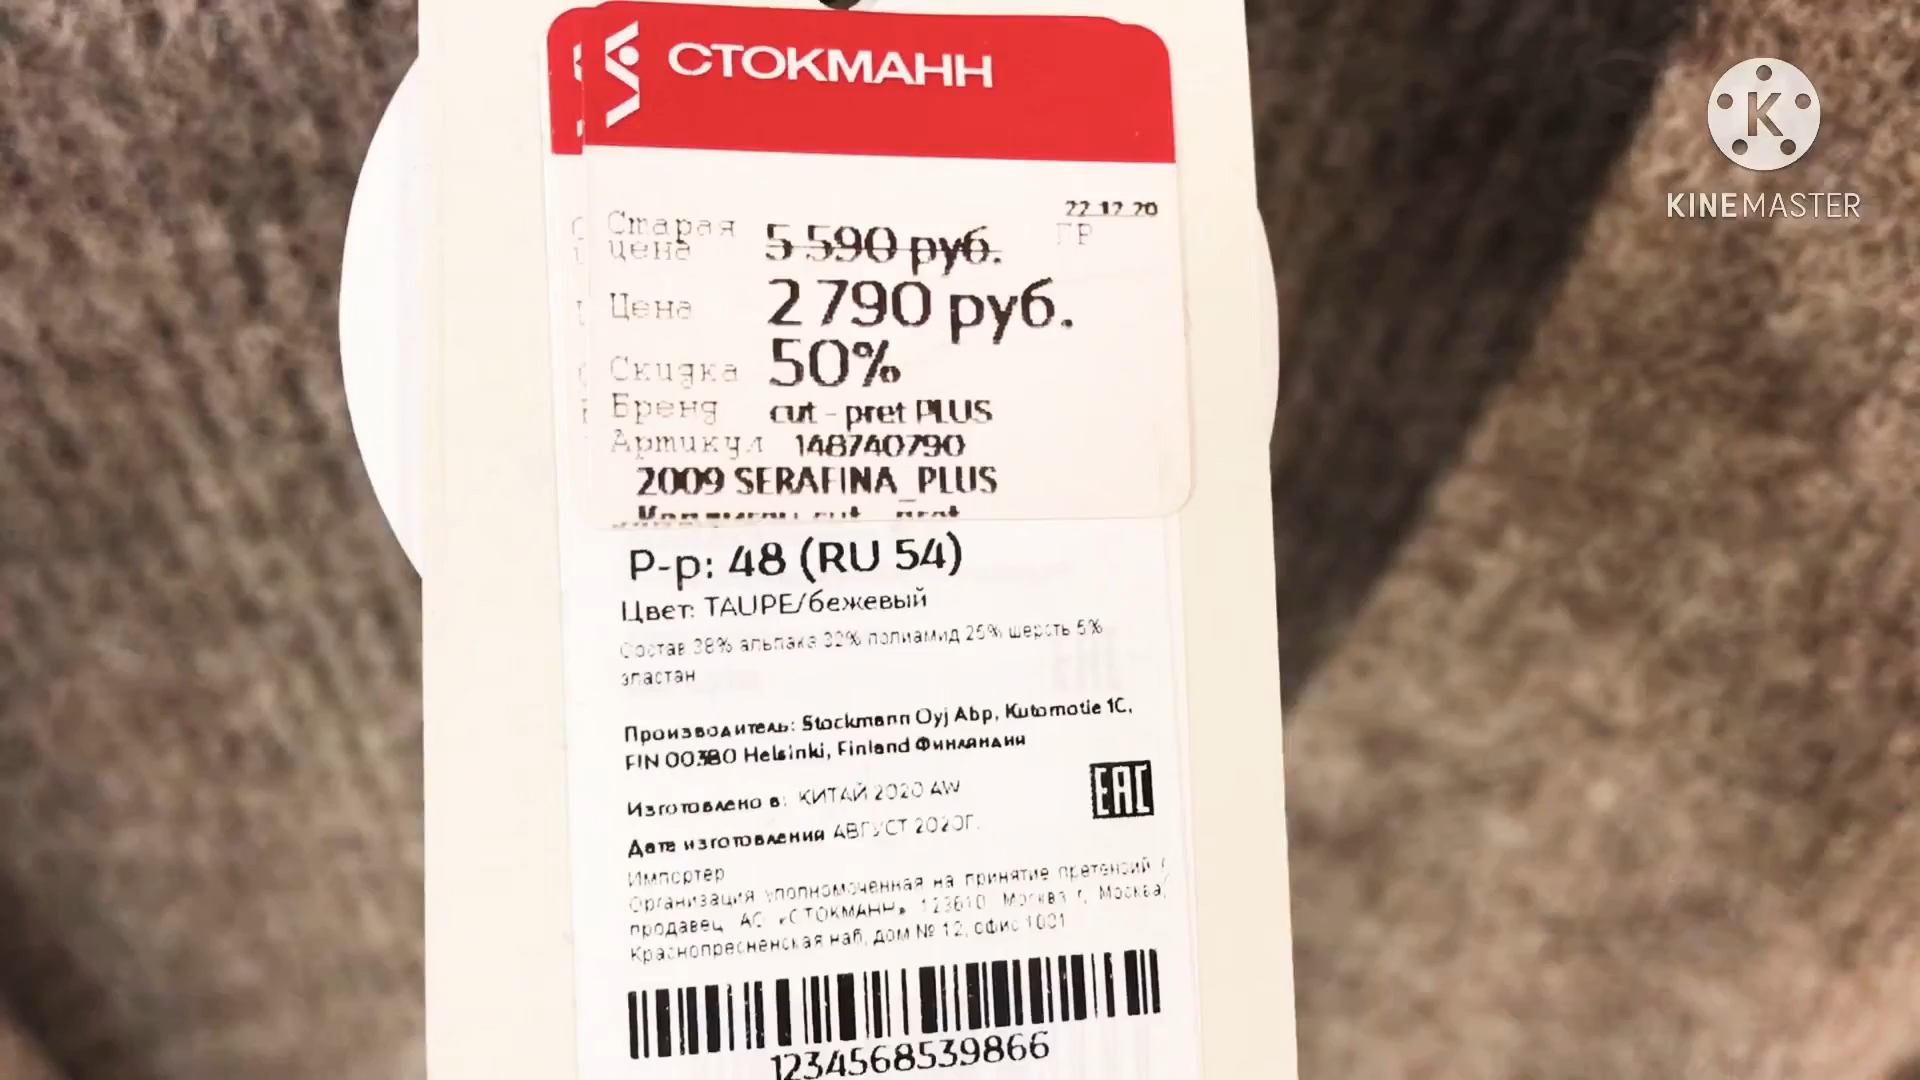 СТОКМАНН
22 12 20
Старая цена 5 590 руб.
ГР
Цена 2 790 руб.
Скидка 50%
Бренд cut - pret PLUS
Артикул 148740790
2009 SERAFINA_PLUS
Р-р: 48 (RU 54)
Цвет: TAUPE/бежевый
Состав 38% альпака 32% полиамид 25% шерсть 5%
эластан
Производитель: Stockmann Oyj Abp, Kutomotie 1C,
FIN 00380 Helsinki, Finland Финляндия
Изготовлено в: КИТАЙ 2020 AW
EAC
Дата изготовления АВГУСТ 2020Г.
Импортер
Организация уполномоченная на принятие претензий /
продавец АО «СТОКМАНН» 123610 Москва г, Москва,
Краснопресненская наб, дом № 12, офис 1001
1234568539866
KINEMASTER